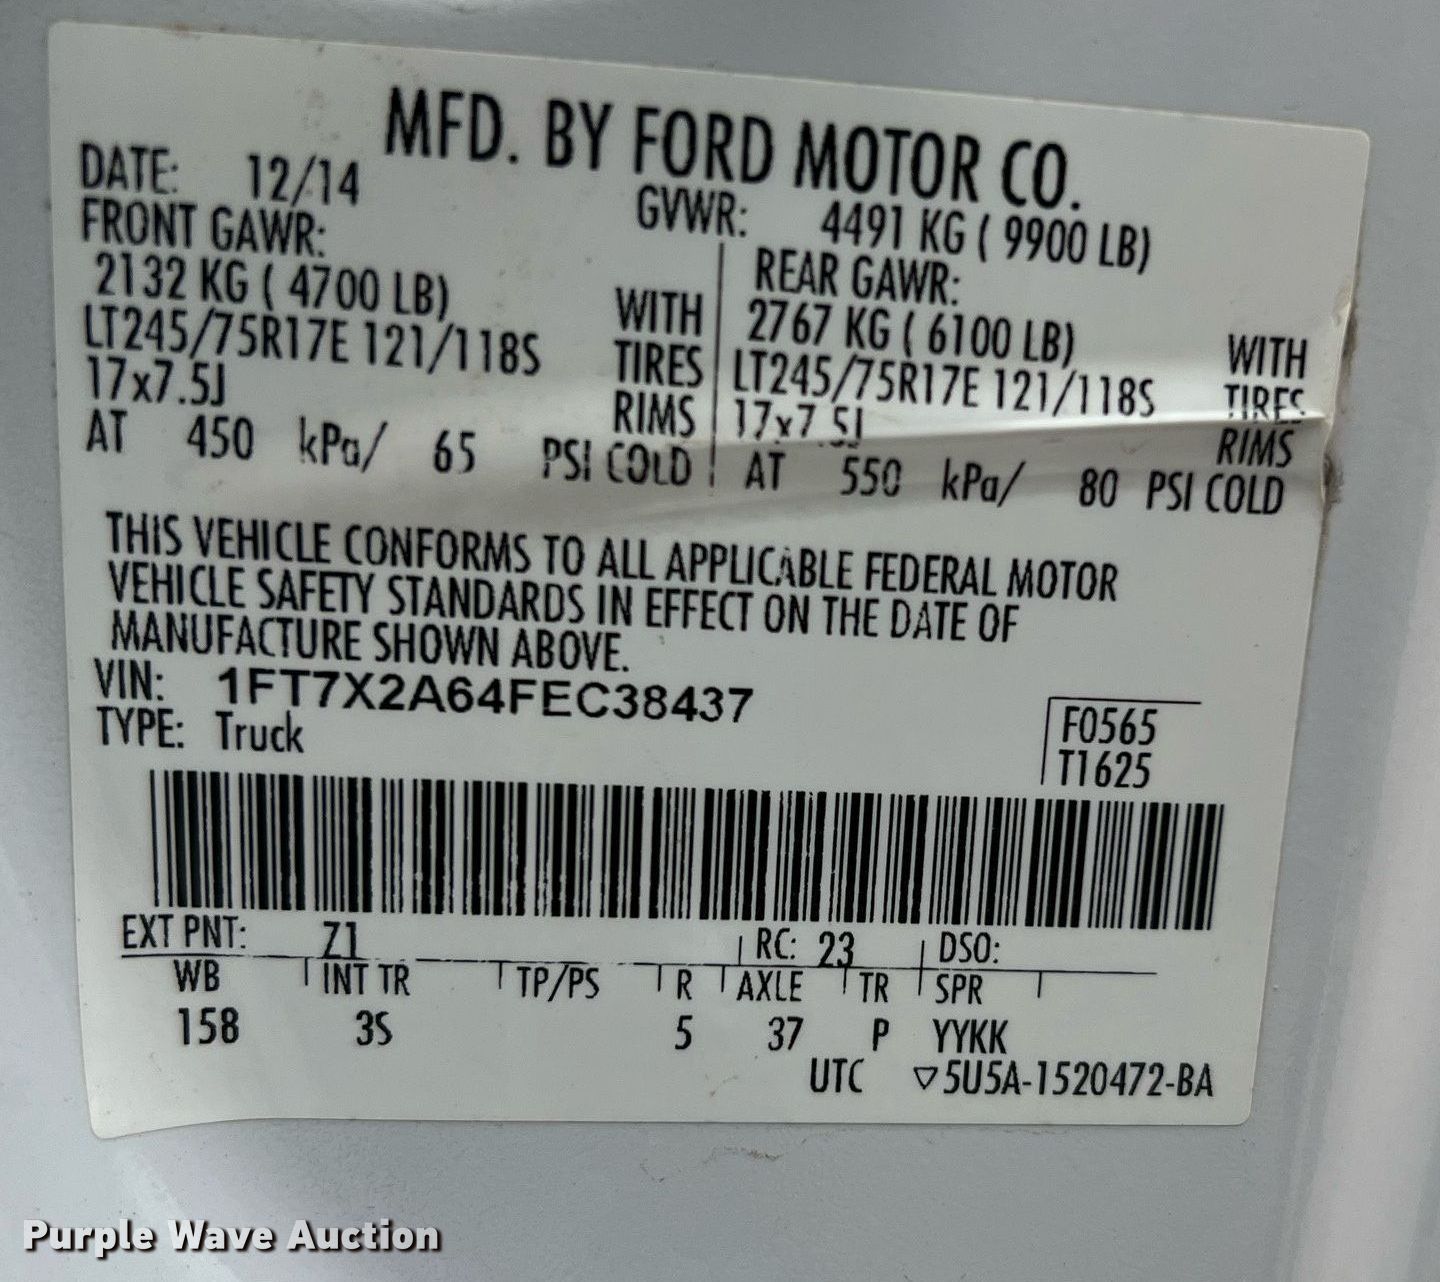 MFD. BY FORD MOTOR CO.
DATE: 12/14
GVWR: 4491 KG ( 9900 LB)
FRONT GAWR:
2132 KG ( 4700 LB) WITH
LT245/75R17E 121/118S TIRES
17x7.5J RIMS
AT 450 kPa/ 65 PSI COLD
REAR GAWR:
2767 KG ( 6100 LB) WITH
LT245/75R17E 121/118S TIRES
17x7.5J RIMS
AT 550 kPa/ 80 PSI COLD
THIS VEHICLE CONFORMS TO ALL APPLICABLE FEDERAL MOTOR
VEHICLE SAFETY STANDARDS IN EFFECT ON THE DATE OF
MANUFACTURE SHOWN ABOVE.
VIN: 1FT7X2A64FEC38437
TYPE: Truck
F0565
T1625
EXT PNT: Z1 RC: 23 DSO:
WB INT TR TP/PS R AXLE TR SPR
158 3S 5 37 P YYKK
UTC ▽5U5A-1520472-BA
Purple Wave Auction